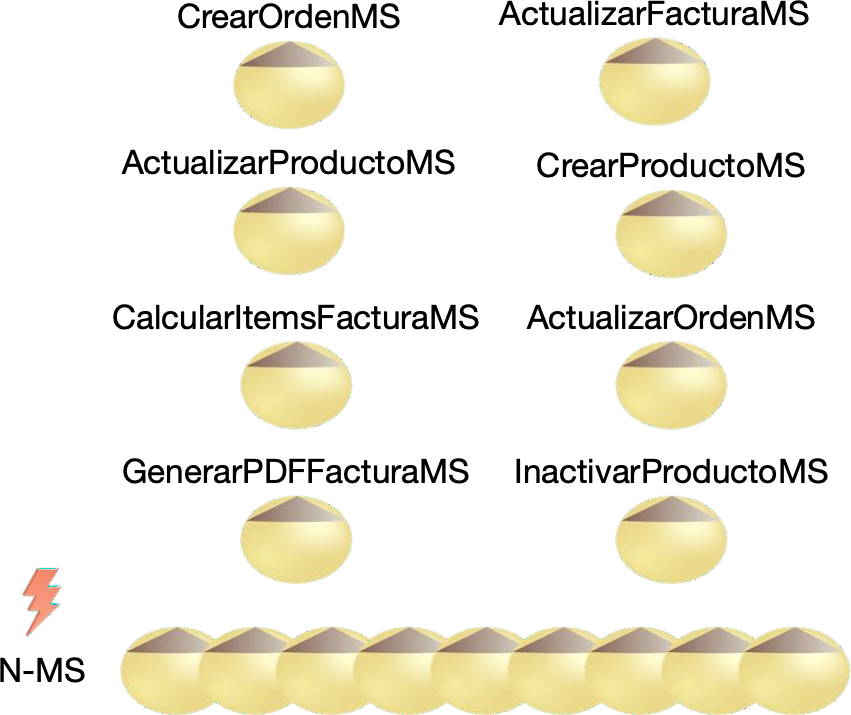 CrearOrdenMS
ActualizarFacturaMS
ActualizarProductoMS
CrearProductoMS
CalcularItemsFacturaMS
ActualizarOrdenMS
GenerarPDFFacturaMS
InactivarProductoMS
N-MS